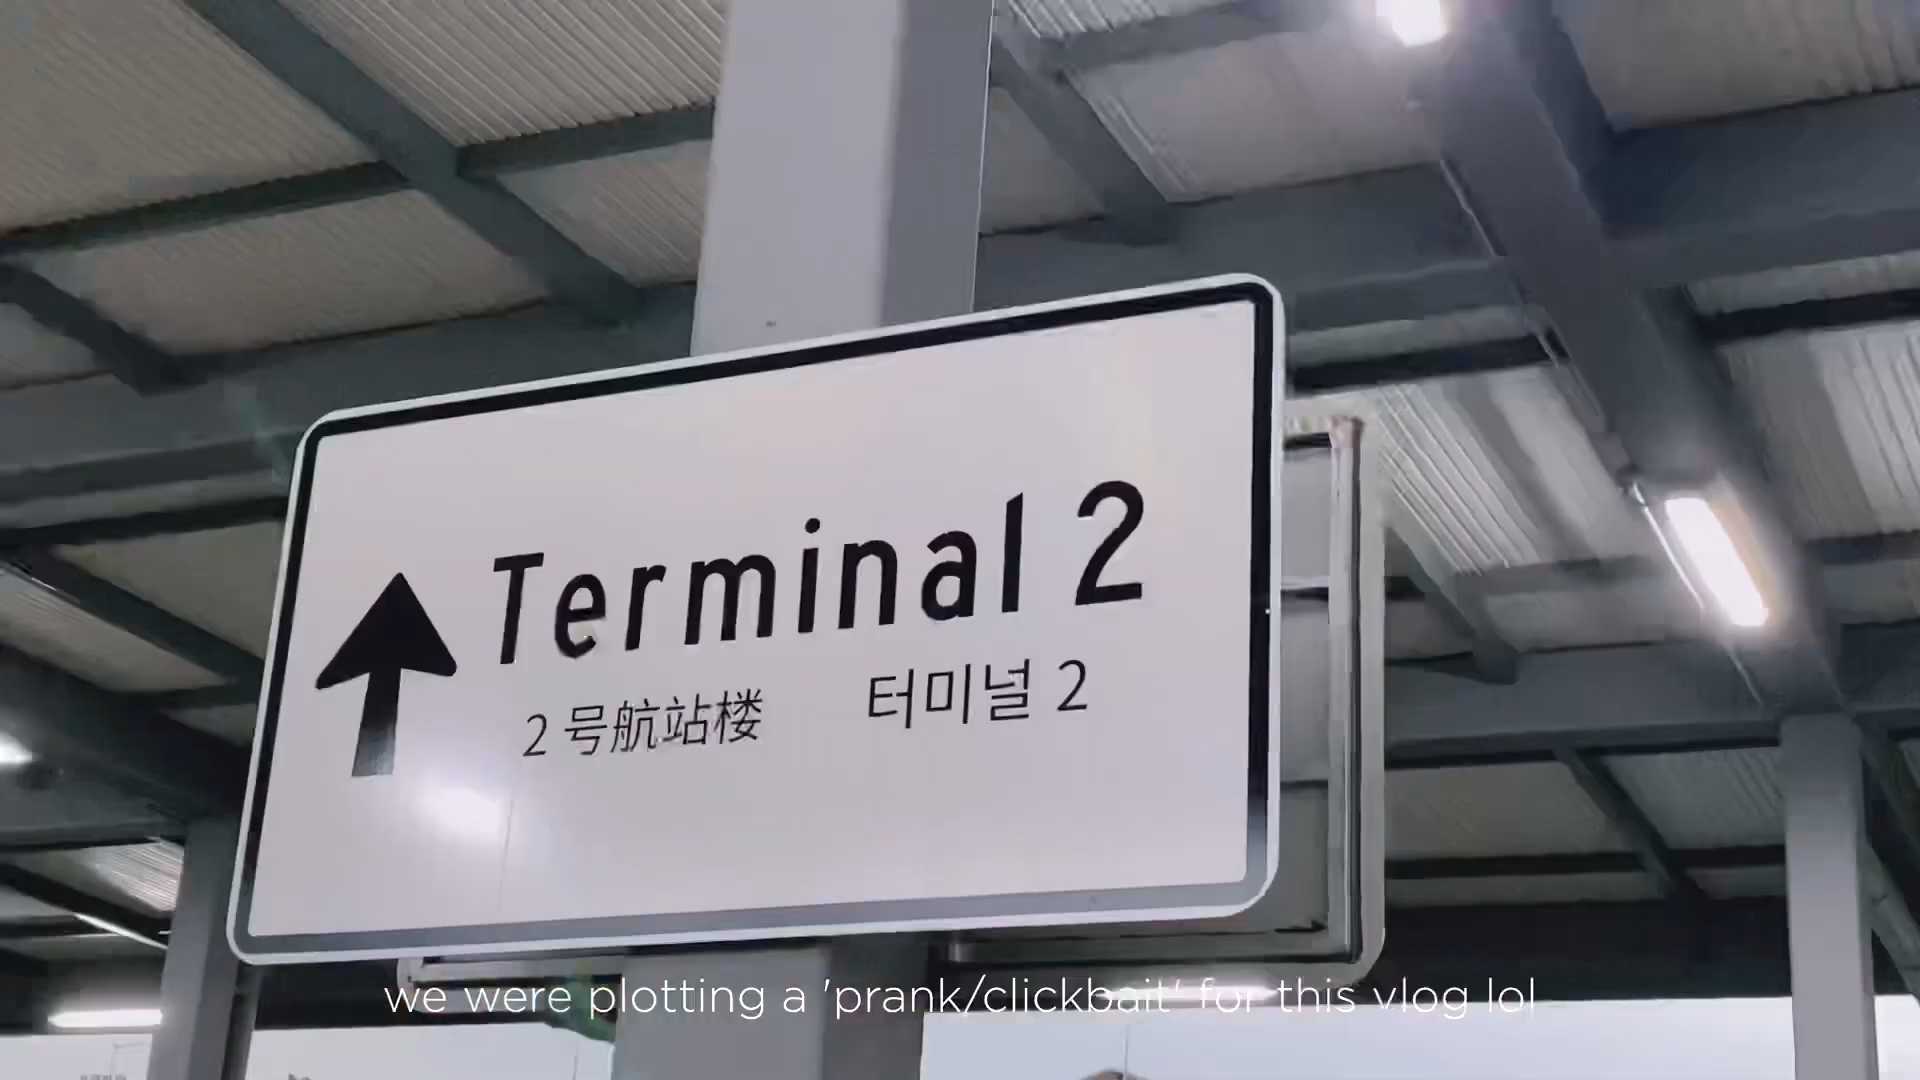 Terminal 2
2 号航站楼 터미널 2
we were plotting a 'prank/clickbait' for this vlog lol